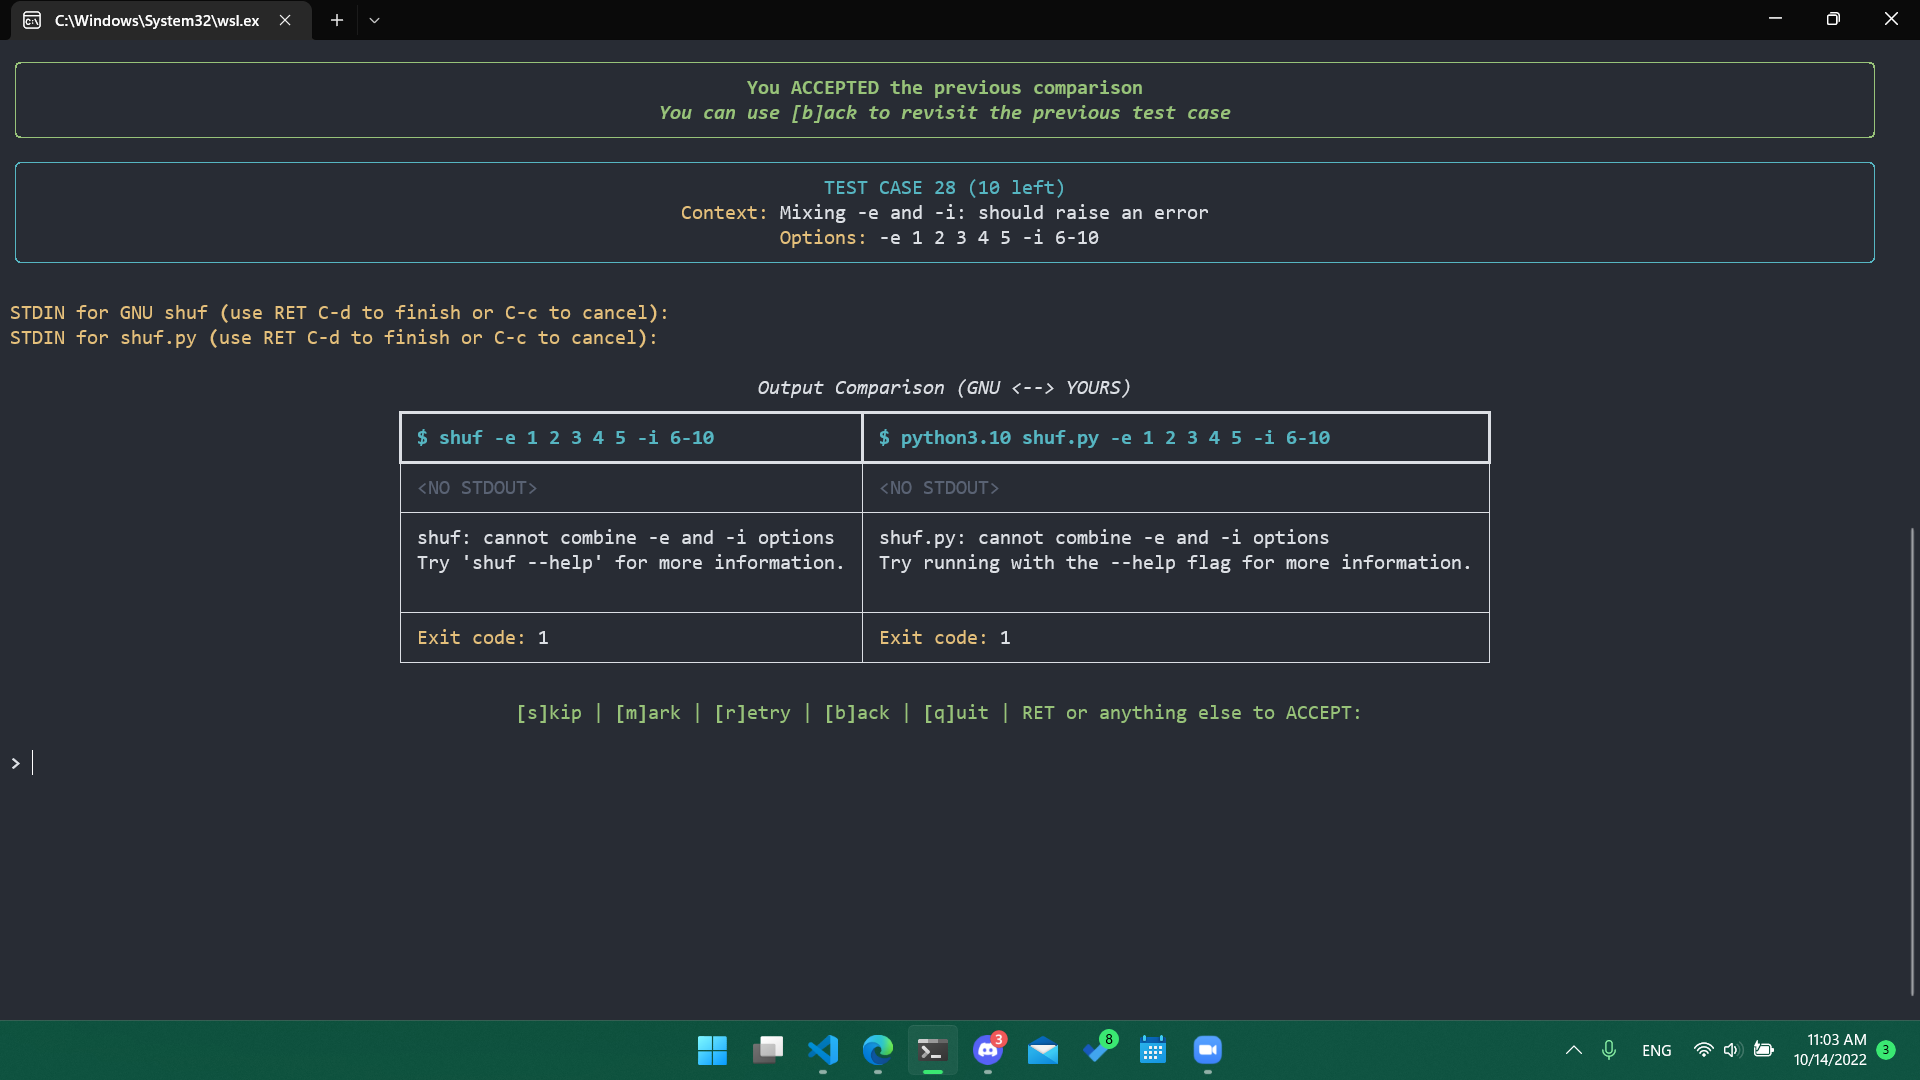 C:\Windows\System32\wsl.ex
You ACCEPTED the previous comparison
You can use [b]ack to revisit the previous test case
TEST CASE 28 (10 left)
Context: Mixing -e and -i: should raise an error
Options: -e 1 2 3 4 5 -i 6-10
STDIN for GNU shuf (use RET C-d to finish or C-c to cancel):
STDIN for shuf.py (use RET C-d to finish or C-c to cancel):
Output Comparison (GNU <--> YOURS)
$ shuf -e 1 2 3 4 5 -i 6-10
$ python3.10 shuf.py -e 1 2 3 4 5 -i 6-10
<NO STDOUT>
<NO STDOUT>
shuf: cannot combine -e and -i options
Try 'shuf --help' for more information.
shuf.py: cannot combine -e and -i options
Try running with the --help flag for more information.
Exit code: 1
Exit code: 1
[s]kip | [m]ark | [r]etry | [b]ack | [q]uit | RET or anything else to ACCEPT:
>
3
8
ENG
11:03 AM
10/14/2022
3